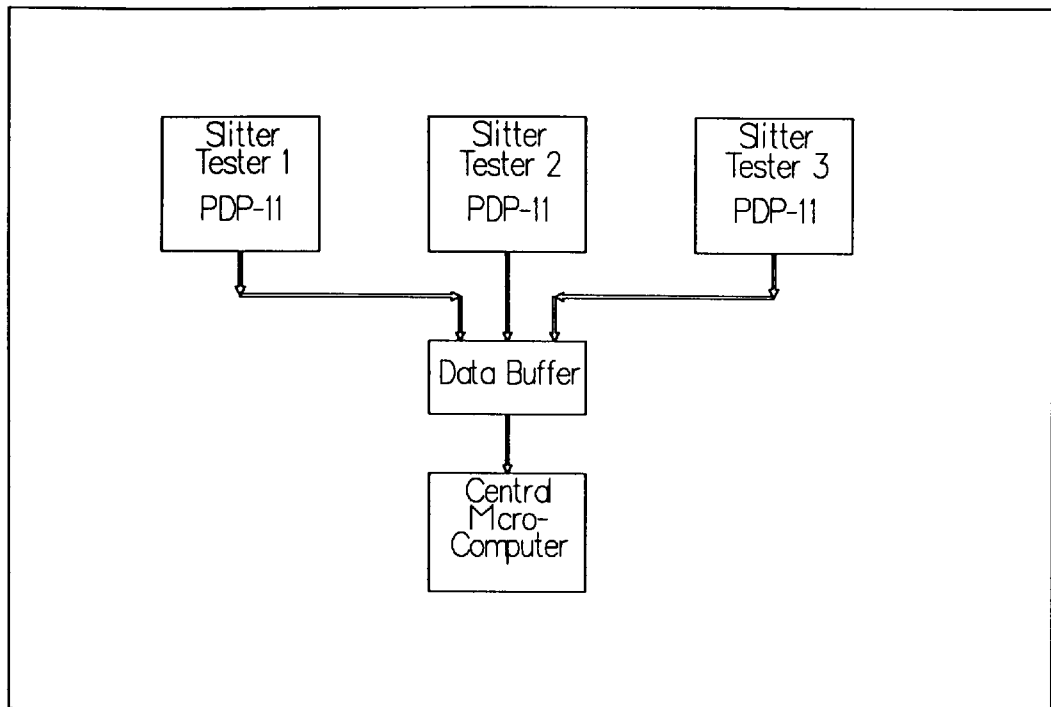 Slitter
Tester 1
PDP-11
Slitter
Tester 2
PDP-11
Slitter
Tester 3
PDP-11
Data Buffer
Central
Micro-
Computer